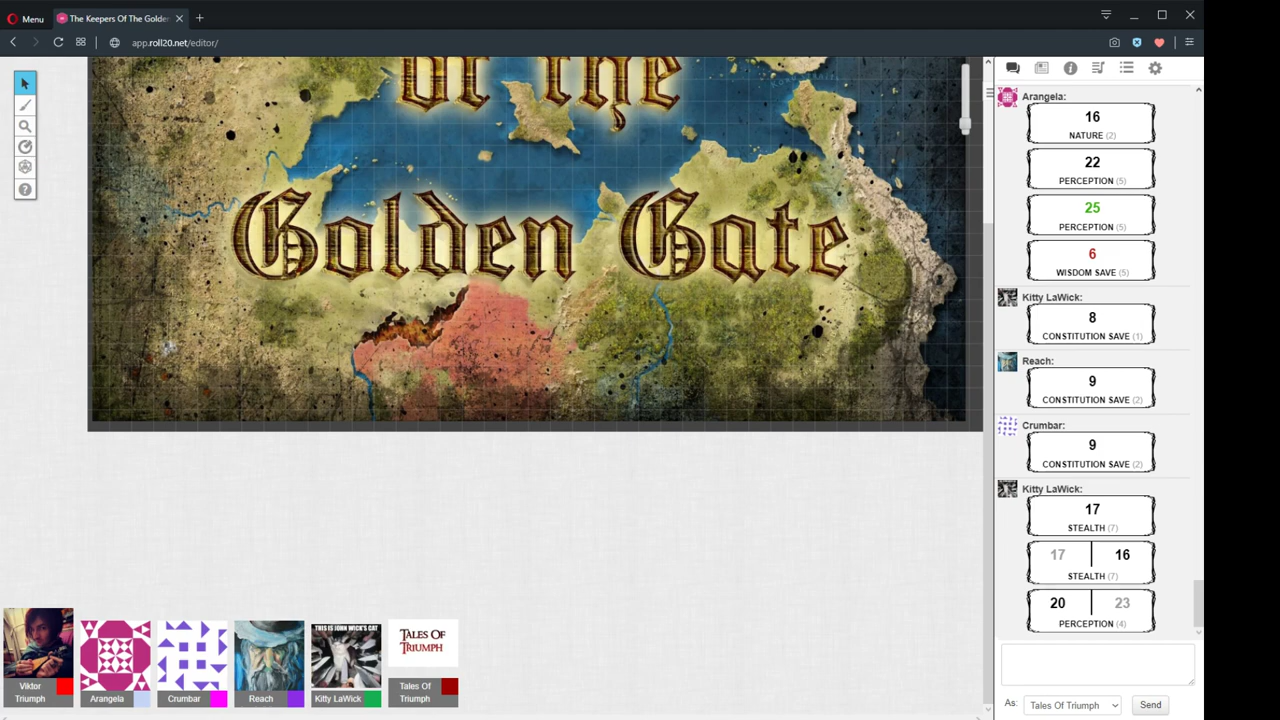 Menu
The Keepers Of The Golde
app.roll20.net/editor/
of the
Golden Gate
Arangela:
16
NATURE (2)
22
PERCEPTION (5)
25
PERCEPTION (5)
6
WISDOM SAVE (5)
Kitty LaWick:
8
CONSTITUTION SAVE (1)
Reach:
9
CONSTITUTION SAVE (2)
Crumbar:
9
CONSTITUTION SAVE (2)
Kitty LaWick:
17
STEALTH (7)
17 16
STEALTH (7)
20 23
PERCEPTION (4)
As: Tales Of Triumph Send
Viktor Triumph
Arangela
Crumbar
Reach
THIS IS JOHN WICK'S CAT
Kitty LaWick
TALES OF TRIUMPH
Tales Of Triumph